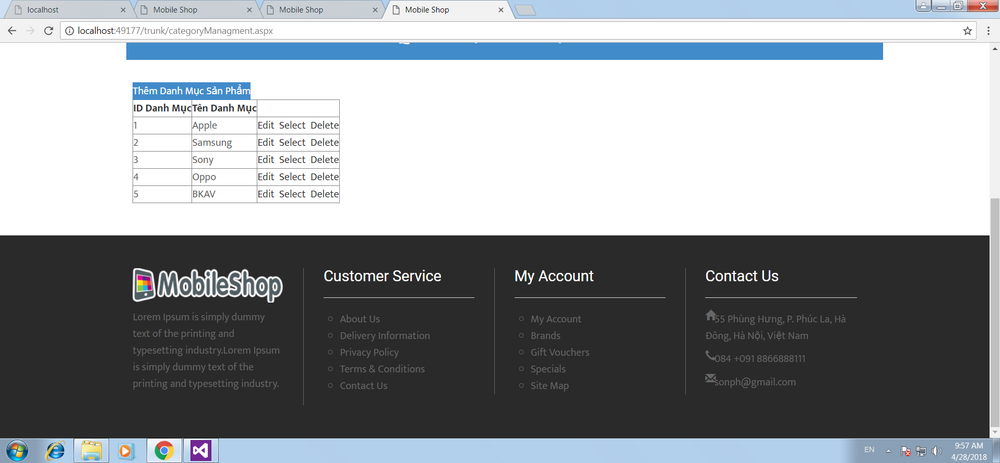 localhost
Mobile Shop
Mobile Shop
Mobile Shop
localhost:49177/trunk/categoryManagment.aspx
Thêm Danh Mục Sản Phẩm
ID Danh Mục Tên Danh Mục
1 Apple Edit Select Delete
2 Samsung Edit Select Delete
3 Sony Edit Select Delete
4 Oppo Edit Select Delete
5 BKAV Edit Select Delete
MobileShop
Lorem Ipsum is simply dummy
text of the printing and
typesetting industry.Lorem Ipsum
is simply dummy text of the
printing and typesetting industry.
Customer Service
About Us
Delivery Information
Privacy Policy
Terms & Conditions
Contact Us
My Account
My Account
Brands
Gift Vouchers
Specials
Site Map
Contact Us
55 Phùng Hưng, P. Phúc La, Hà
Đông, Hà Nội, Việt Nam
084 +091 8866888111
sonph@gmail.com
EN
9:57 AM
4/28/2018